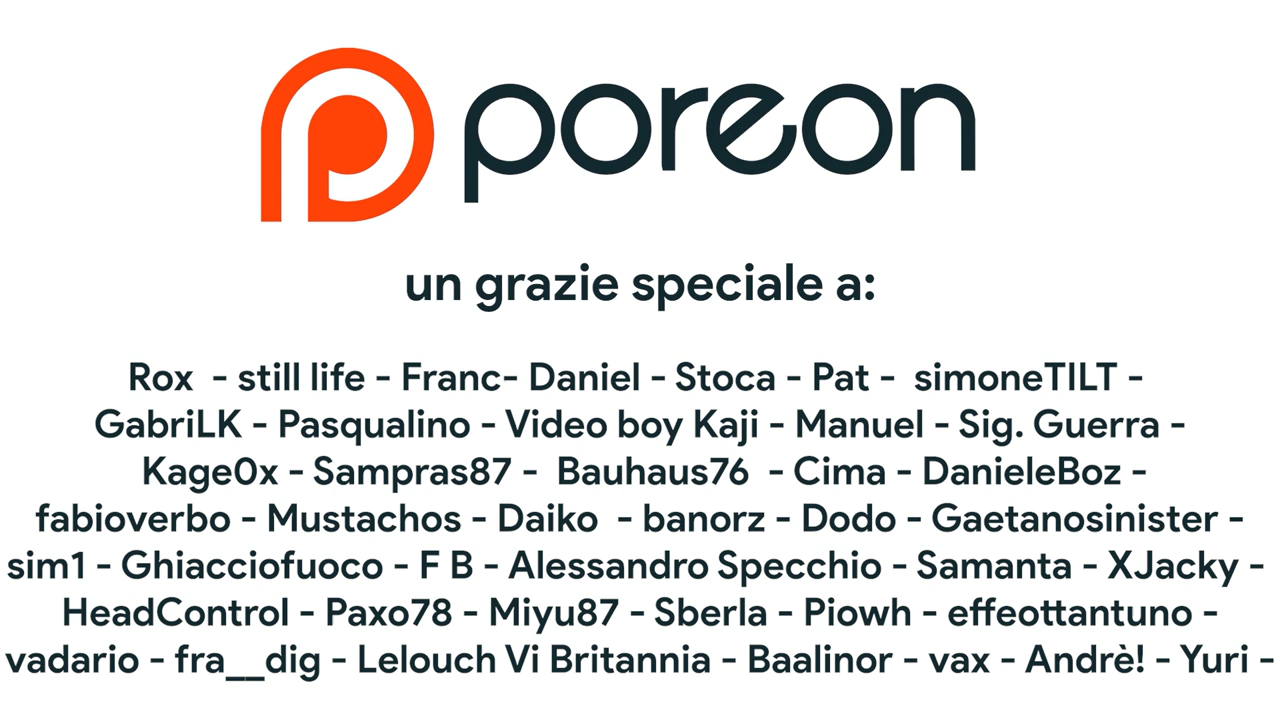 poreon
un grazie speciale a:
Rox - still life - Franc- Daniel - Stoca - Pat - simoneTILT -
GabriLK - Pasqualino - Video boy Kaji - Manuel - Sig. Guerra -
Kage0x - Sampras87 - Bauhaus76 - Cima - DanieleBoz -
fabioverbo - Mustachos - Daiko - banorz - Dodo - Gaetanosinister -
sim1 - Ghiacciofuoco - F B - Alessandro Specchio - Samanta - XJacky -
HeadControl - Paxo78 - Miyu87 - Sberla - Piowh - effeottantuno -
vadario - fra__dig - Lelouch Vi Britannia - Baalinor - vax - Andrè! - Yuri -